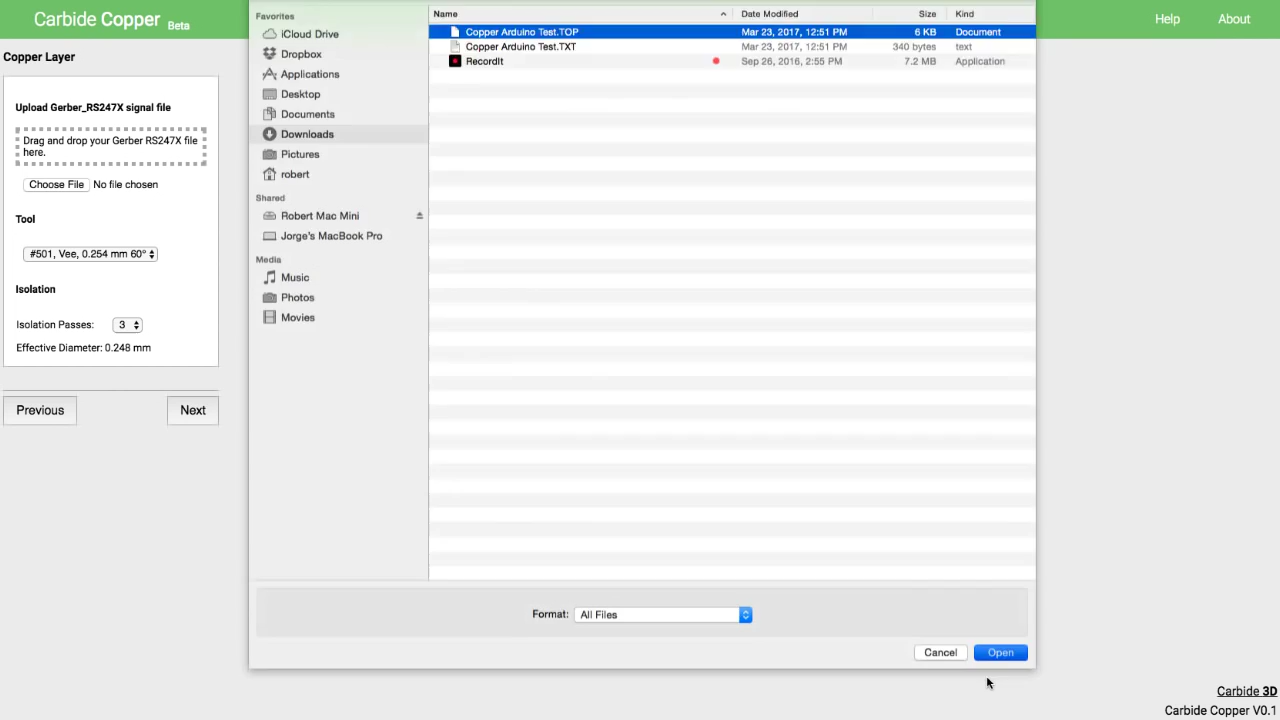 Carbide Copper Beta
Help
About
Copper Layer
Upload Gerber_RS247X signal file
Drag and drop your Gerber RS247X file
here.
Choose File No file chosen
Tool
#501, Vee, 0.254 mm 60°
Isolation
Isolation Passes: 3
Effective Diameter: 0.248 mm
Previous
Next
Favorites
iCloud Drive
Dropbox
Applications
Desktop
Documents
Downloads
Pictures
robert
Shared
Robert Mac Mini
Jorge's MacBook Pro
Media
Music
Photos
Movies
Name Date Modified Size Kind
Copper Arduino Test.TOP Mar 23, 2017, 12:51 PM 6 KB Document
Copper Arduino Test.TXT Mar 23, 2017, 12:51 PM 340 bytes text
RecordIt Sep 26, 2016, 2:55 PM 7.2 MB Application
Format: All Files
Cancel
Open
Carbide 3D
Carbide Copper V0.1